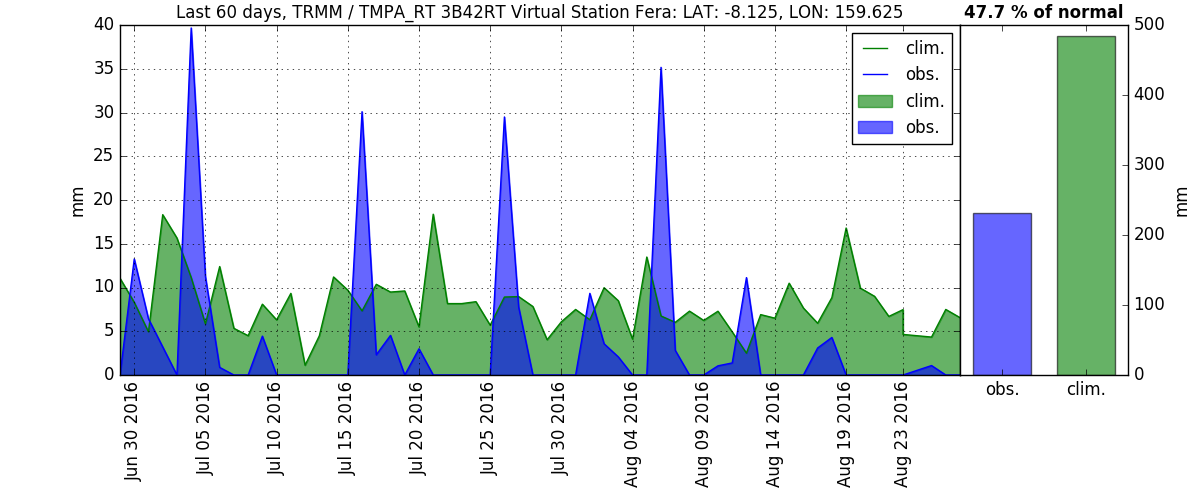 Last 60 days, TRMM / TMPA_RT 3B42RT Virtual Station Fera: LAT: -8.125, LON: 159.625
47.7 % of normal
40
35
30
25
20
15
10
5
0
mm
clim.
obs.
clim.
obs.
Jun 30 2016
Jul 05 2016
Jul 10 2016
Jul 15 2016
Jul 20 2016
Jul 25 2016
Jul 30 2016
Aug 04 2016
Aug 09 2016
Aug 14 2016
Aug 19 2016
Aug 23 2016
500
400
300
200
100
0
mm
obs.
clim.